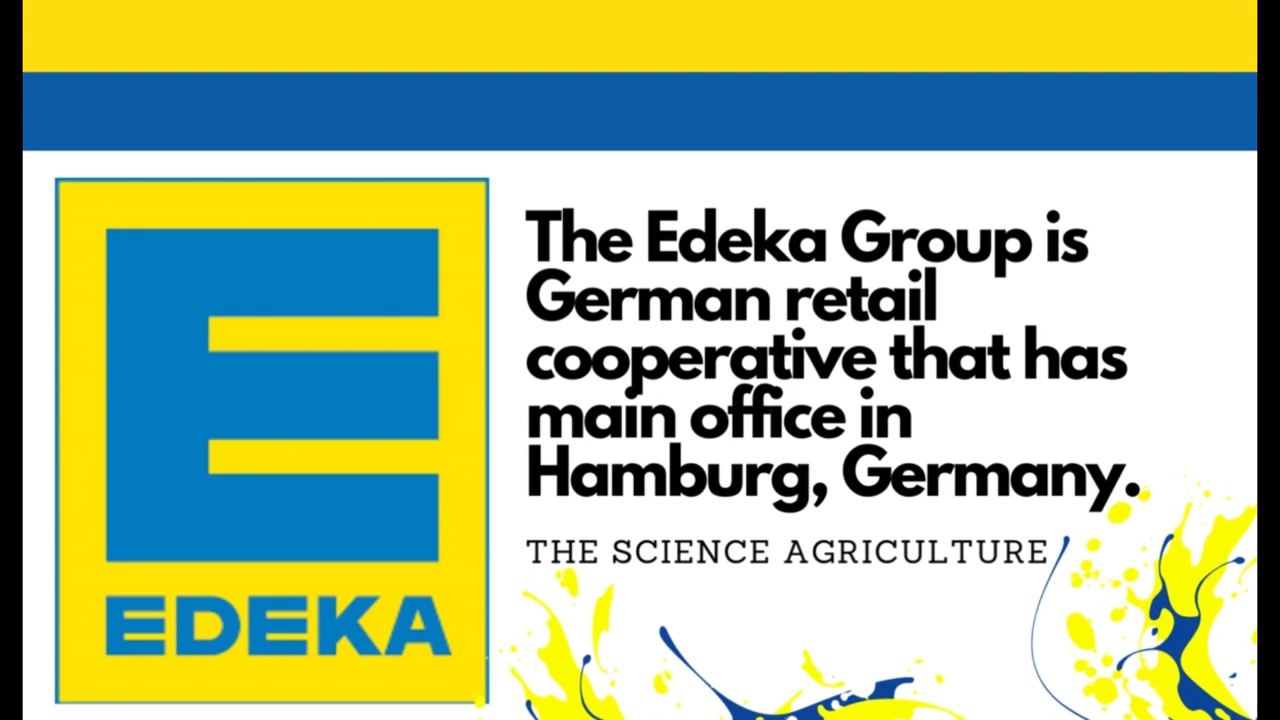 E
EDEKA
The Edeka Group is
German retail
cooperative that has
main office in
Hamburg, Germany.
THE SCIENCE AGRICULTURE